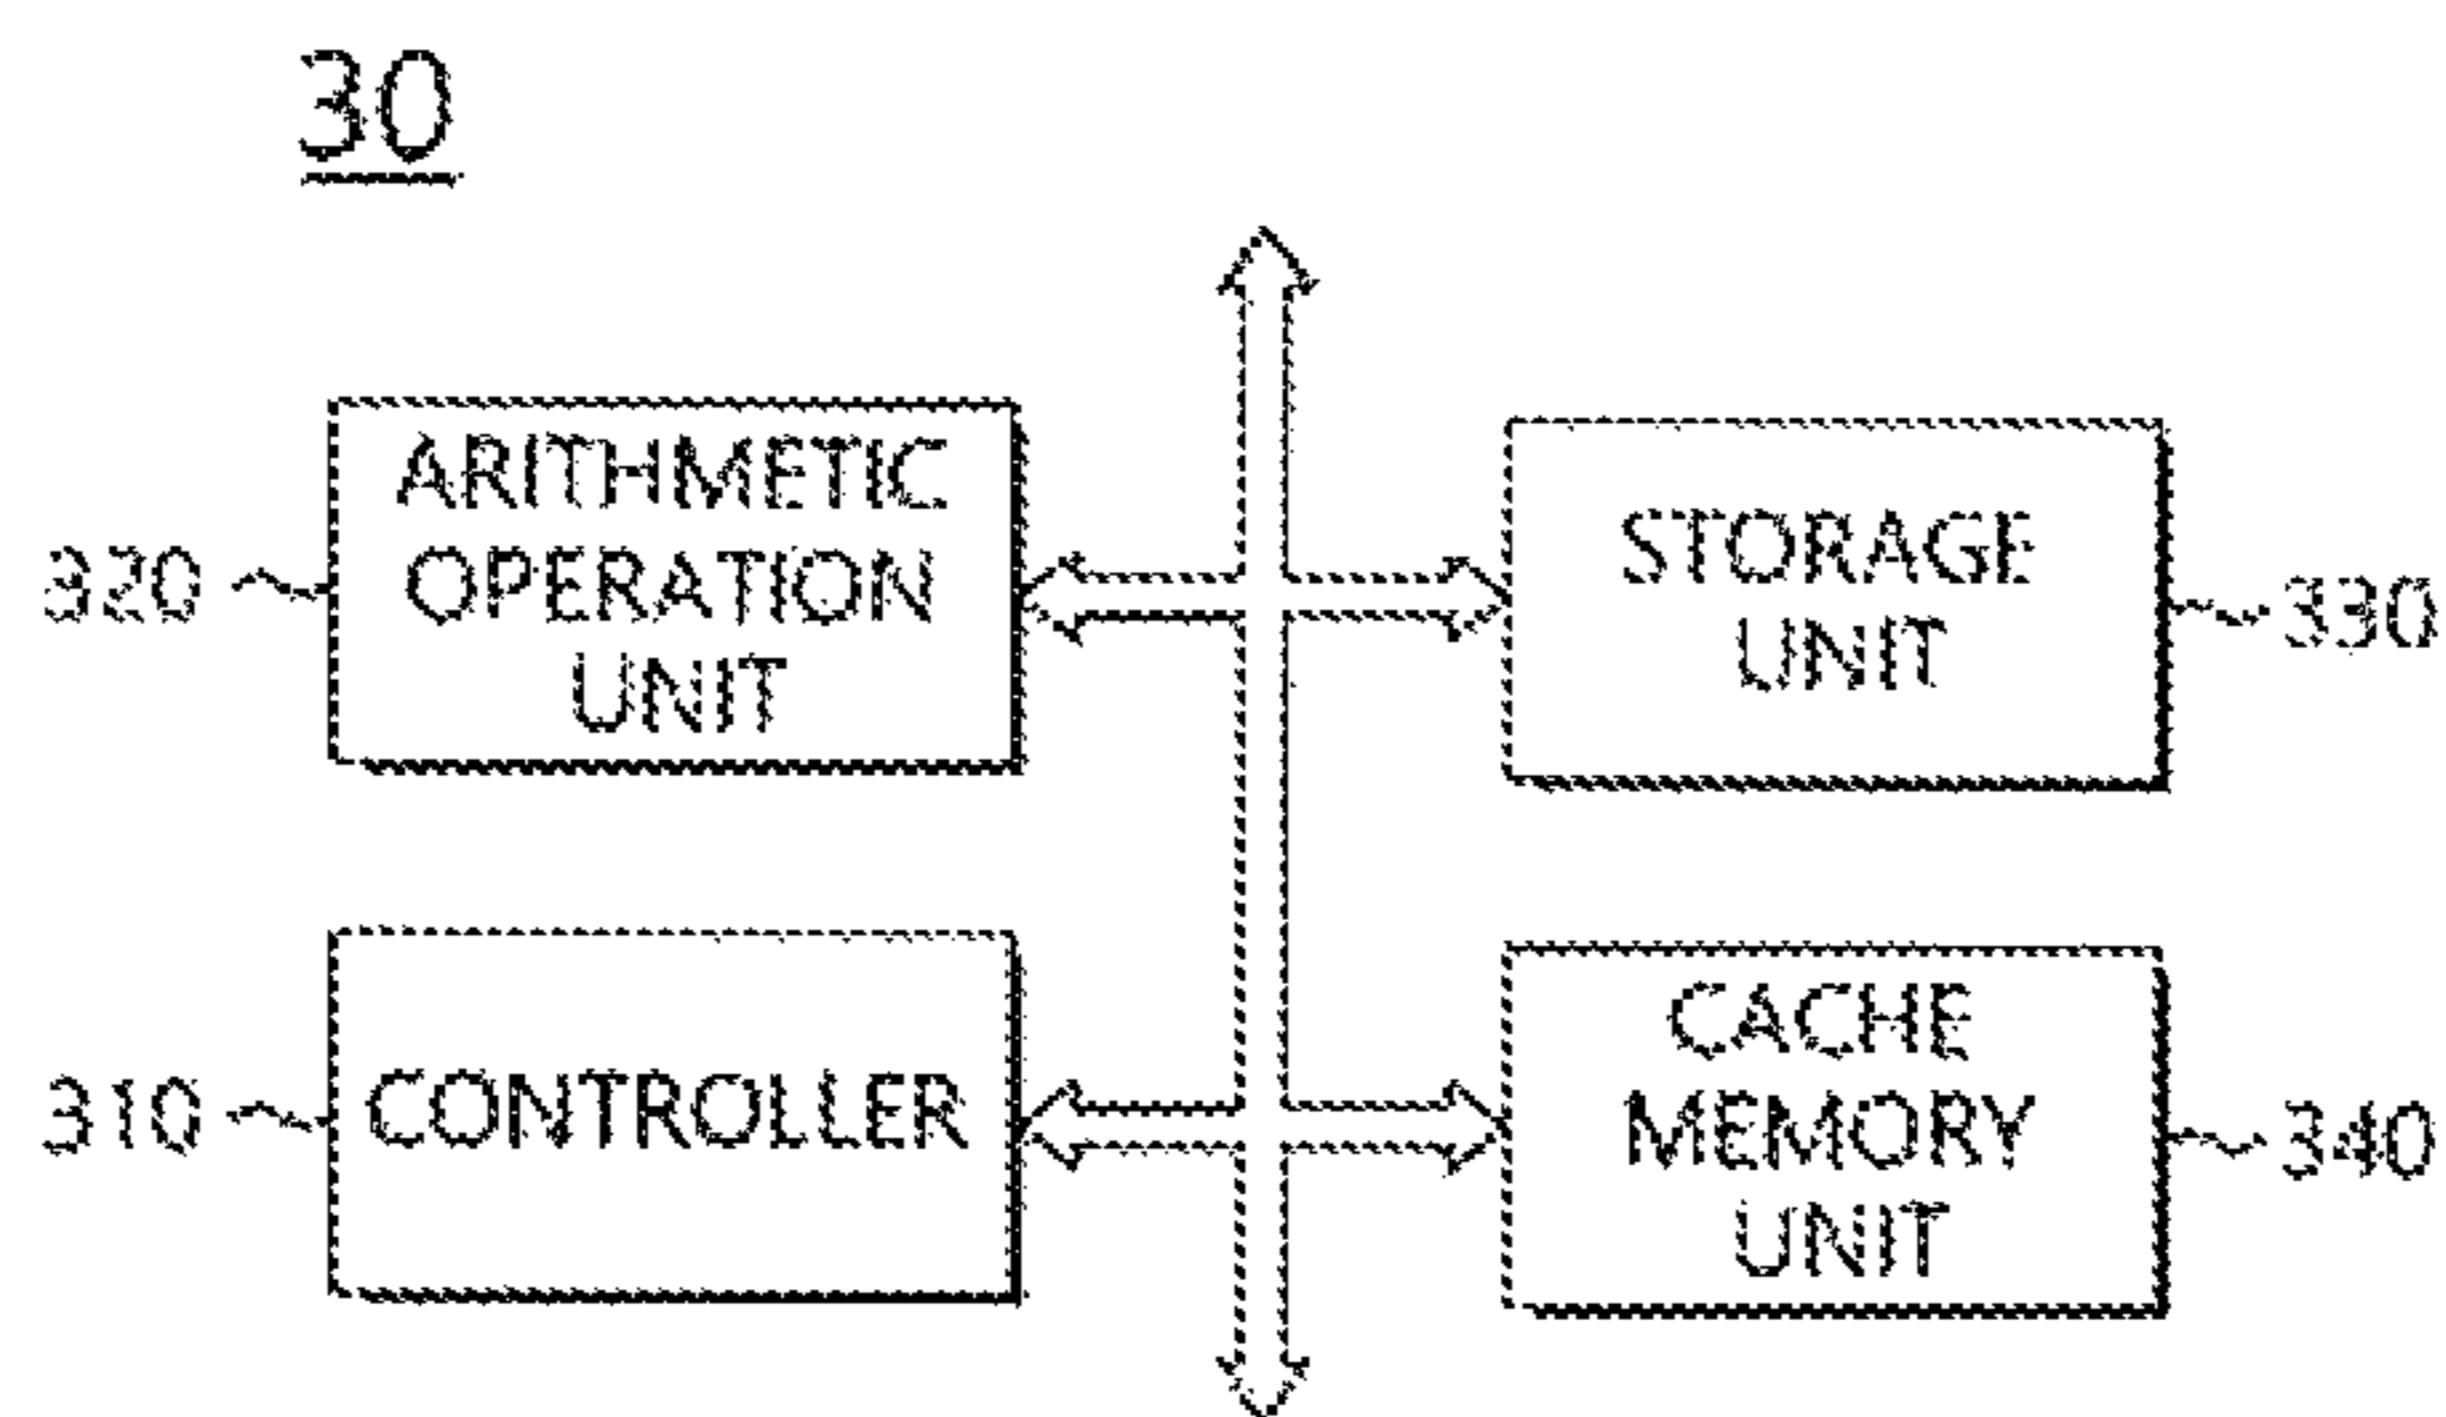 30
ARITHMETIC
OPERATION
UNIT
320
STORAGE
UNIT
330
CONTROLLER
310
CACHE
MEMORY
UNIT
340